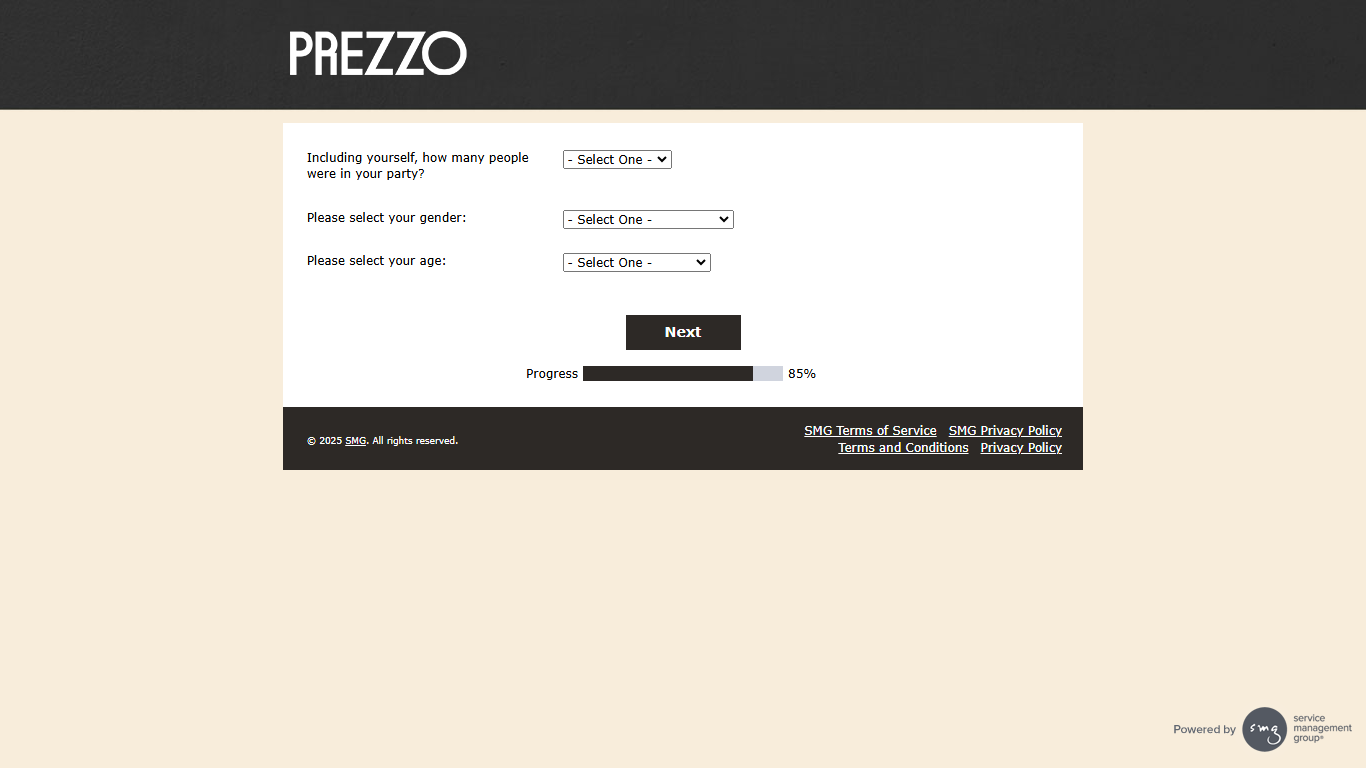 PREZZO
Including yourself, how many people
were in your party?
- Select One -
Please select your gender:
- Select One -
Please select your age:
- Select One -
Next
Progress 85%
© 2025 SMG. All rights reserved.
SMG Terms of Service SMG Privacy Policy
Terms and Conditions Privacy Policy
Powered by
smg
service
management
group®